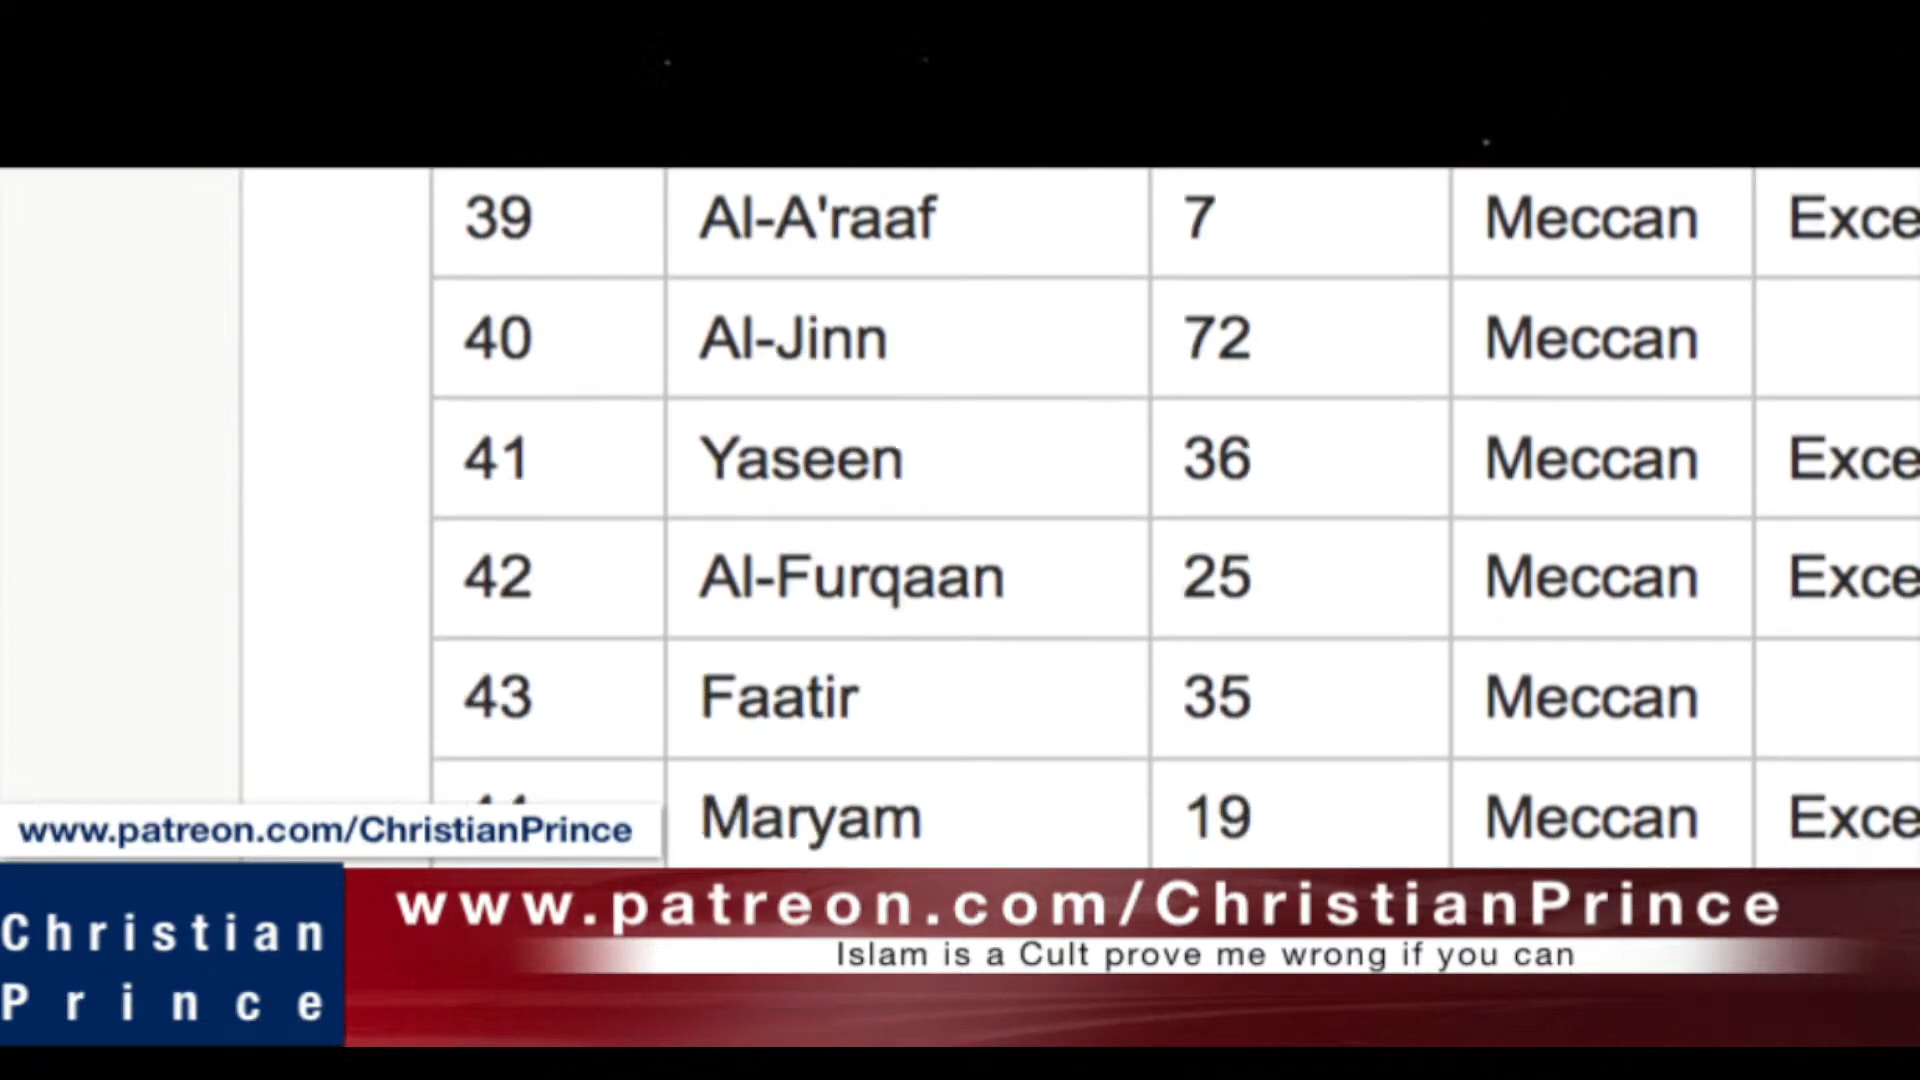 39 Al-A'raaf 7 Meccan Exce
40 Al-Jinn 72 Meccan
41 Yaseen 36 Meccan Exce
42 Al-Furqaan 25 Meccan Exce
43 Faatir 35 Meccan
Maryam 19 Meccan Exce
www.patreon.com/ChristianPrince
Christian
Prince
www.patreon.com/ChristianPrince
Islam is a Cult prove me wrong if you can